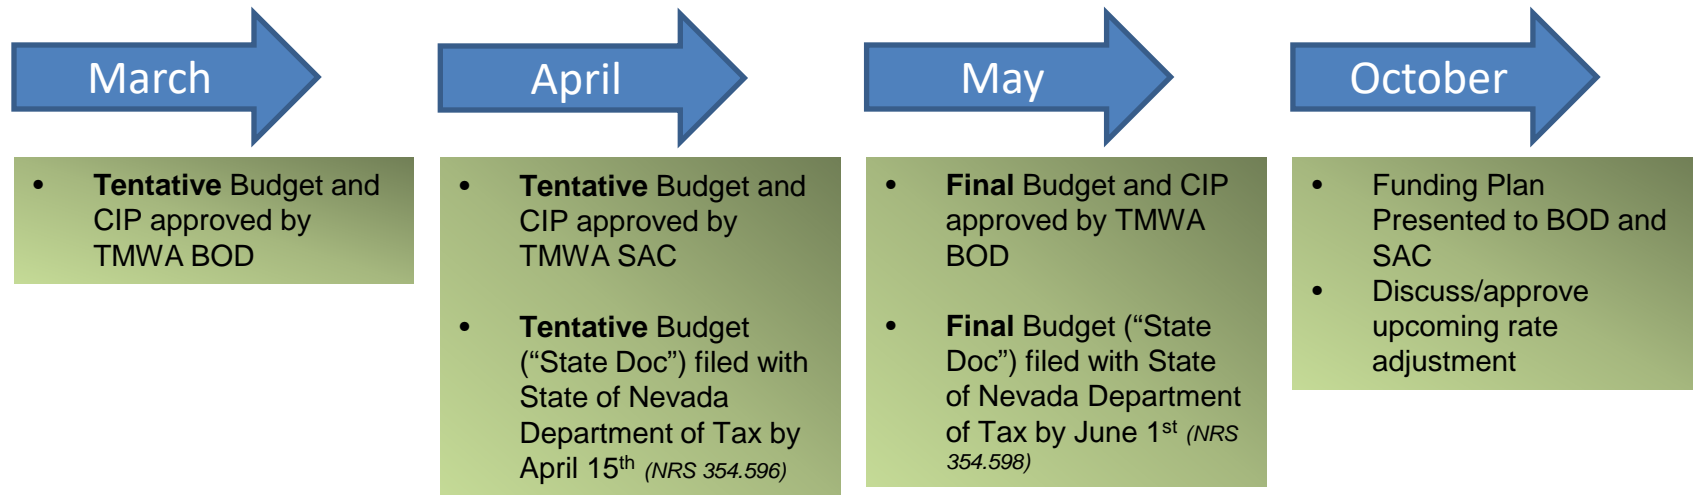 March
• Tentative Budget and
CIP approved by
TMWA BOD
April
• Tentative Budget and
CIP approved by
TMWA SAC
• Tentative Budget
(“State Doc”) filed with
State of Nevada
Department of Tax by
April 15th (NRS 354.596)
May
• Final Budget and CIP
approved by TMWA
BOD
• Final Budget (“State
Doc”) filed with State
of Nevada Department
of Tax by June 1st (NRS
354.598)
October
• Funding Plan
Presented to BOD and
SAC
• Discuss/approve
upcoming rate
adjustment